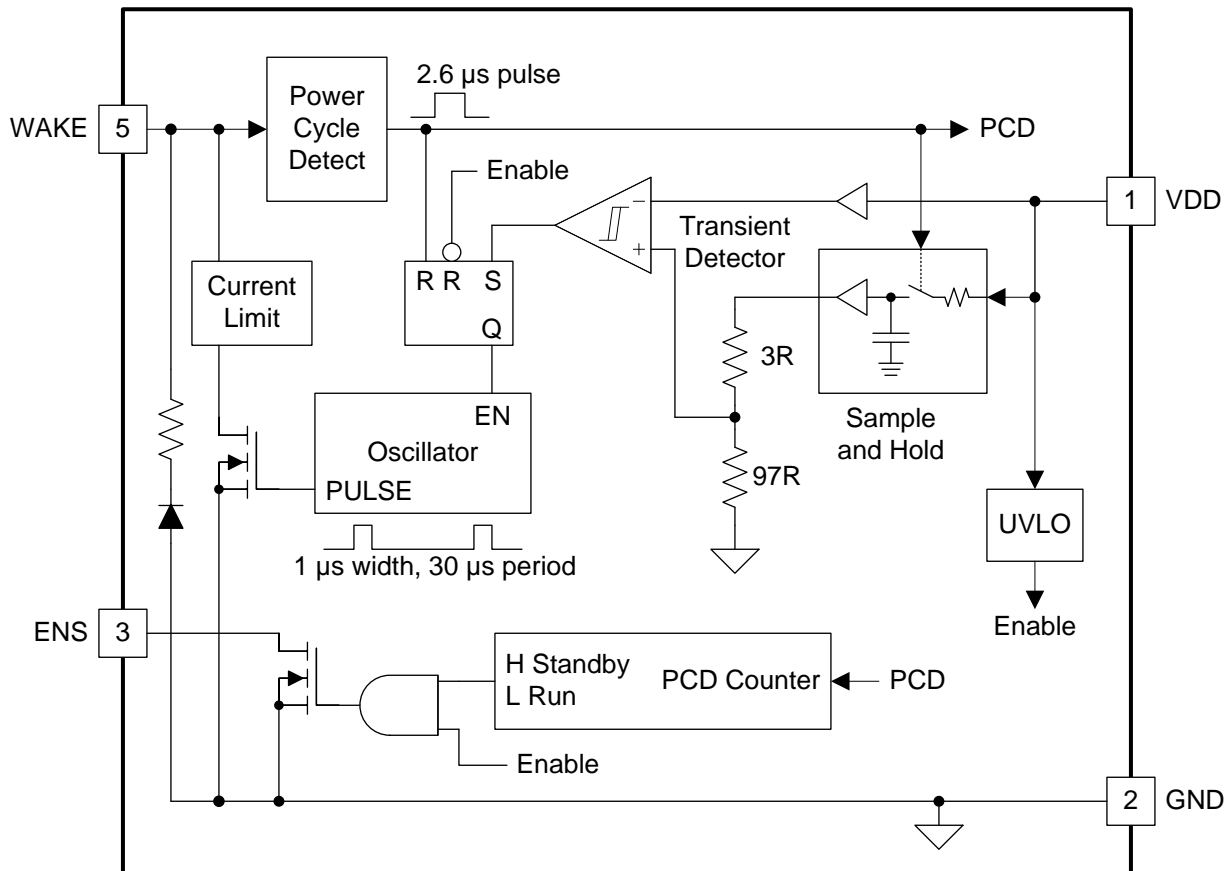 2.6 µs pulse
Power
Cycle
Detect
WAKE
5
PCD
Enable
1
VDD
−
+
Transient
Detector
R
R
S
Q
Current
Limit
3R
EN
Oscillator
PULSE
Sample
and Hold
97R
UVLO
1 µs width, 30 µs period
Enable
ENS
3
H Standby
L Run
PCD Counter
PCD
Enable
2
GND